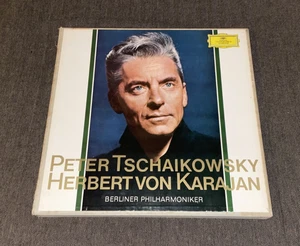 PETER TSCHAIKOWSKY
HERBERT VON KARAJAN
BERLINER PHILHARMONIKER